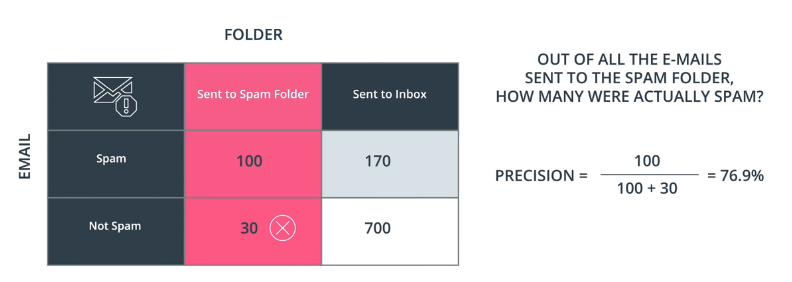 FOLDER
EMAIL
Sent to Spam Folder
Sent to Inbox
Spam
100
170
Not Spam
30
700
OUT OF ALL THE E-MAILS
SENT TO THE SPAM FOLDER,
HOW MANY WERE ACTUALLY SPAM?
PRECISION =
100
100 + 30
= 76.9%